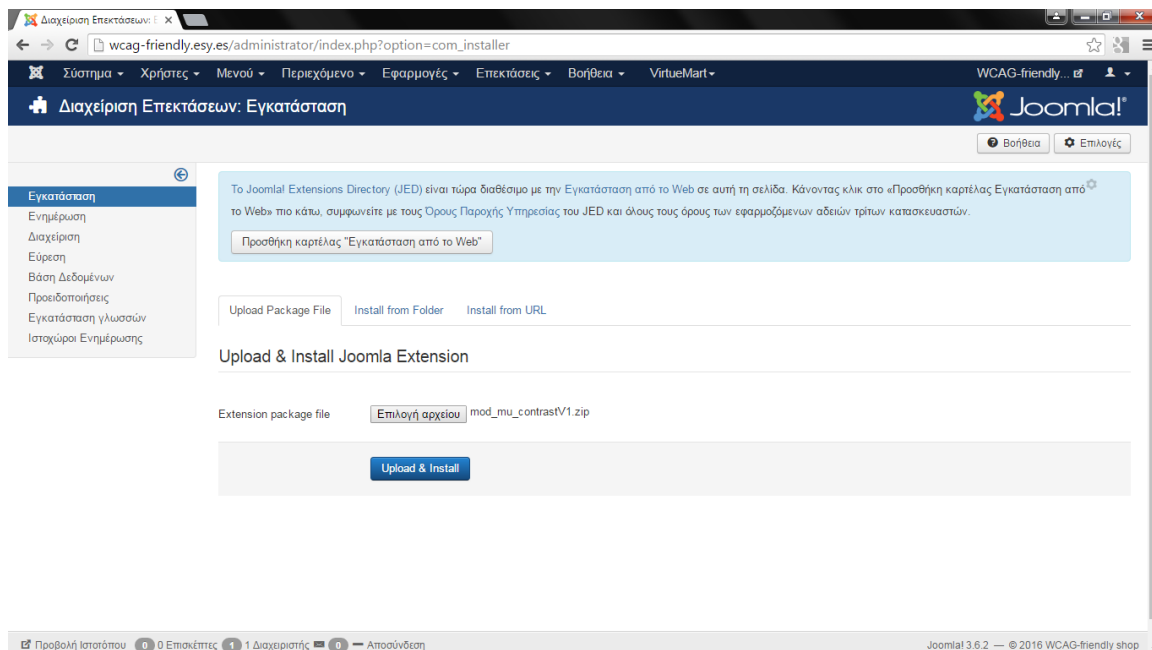 Διαχείριση Επεκτάσεων: Ε
wcag-friendly.esy.es/administrator/index.php?option=com_installer
Σύστημα Χρήστες Μενού Περιεχόμενο Εφαρμογές Επεκτάσεις Βοήθεια VirtueMart WCAG-friendly...
Διαχείριση Επεκτάσεων: Εγκατάσταση Joomla!®
Βοήθεια Επιλογές
Εγκατάσταση
Ενημέρωση
Διαχείριση
Εύρεση
Βάση Δεδομένων
Προειδοποιήσεις
Εγκατάσταση γλωσσών
Ιστοχώροι Ενημέρωσης
Το Joomla! Extensions Directory (JED) είναι τώρα διαθέσιμο με την Εγκατάσταση από το Web σε αυτή τη σελίδα. Κάνοντας κλικ στο «Προσθήκη καρτέλας Εγκατάσταση από
το Web» πιο κάτω, συμφωνείτε με τους Όρους Παροχής Υπηρεσίας του JED και όλους τους όρους των εφαρμοζόμενων αδειών τρίτων κατασκευαστών.
Προσθήκη καρτέλας "Εγκατάσταση από το Web"
Upload Package File Install from Folder Install from URL
Upload & Install Joomla Extension
Extension package file Επιλογή αρχείου mod_mu_contrastV1.zip
Upload & Install
Προβολή Ιστοτόπου 0 0 Επισκέπτες 1 1 Διαχειριστής 0 Αποσύνδεση Joomla! 3.6.2 — © 2016 WCAG-friendly shop